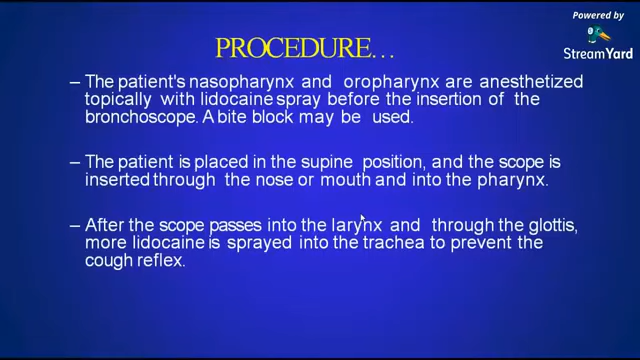 Powered by
StreamYard
PROCEDURE…
– The patient's nasopharynx and oropharynx are anesthetized
topically with lidocaine spray before the insertion of the
bronchoscope. A bite block may be used.
– The patient is placed in the supine position, and the scope is
inserted through the nose or mouth and into the pharynx.
– After the scope passes into the larynx and through the glottis,
more lidocaine is sprayed into the trachea to prevent the
cough reflex.